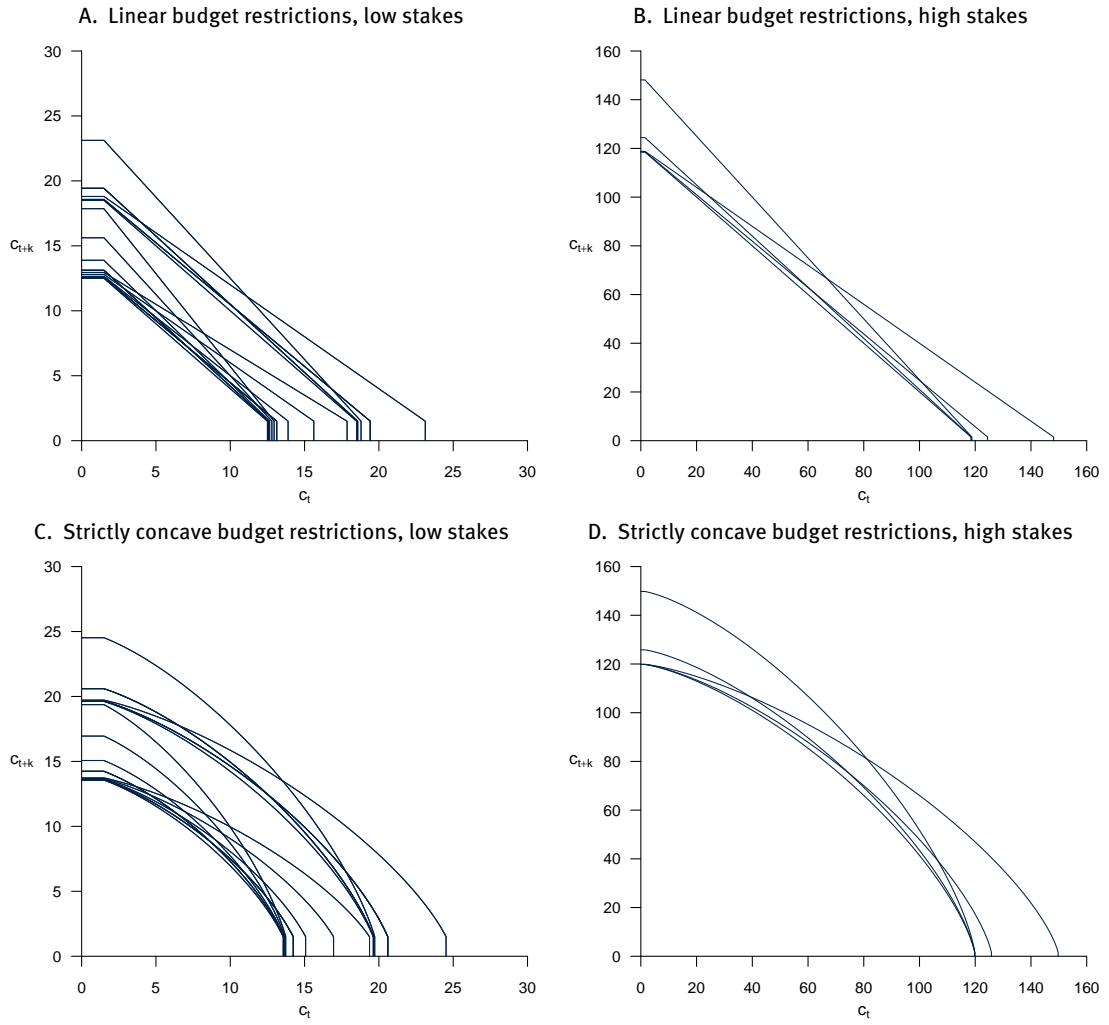 A. Linear budget restrictions, low stakes
30
25
20
15
10
5
0
c_{t+k}
0 5 10 15 20 25 30
c_t
B. Linear budget restrictions, high stakes
160
140
120
100
80
60
40
20
0
c_{t+k}
0 20 40 60 80 100 120 140 160
c_t
C. Strictly concave budget restrictions, low stakes
30
25
20
15
10
5
0
c_{t+k}
0 5 10 15 20 25 30
c_t
D. Strictly concave budget restrictions, high stakes
160
140
120
100
80
60
40
20
0
c_{t+k}
0 20 40 60 80 100 120 140 160
c_t